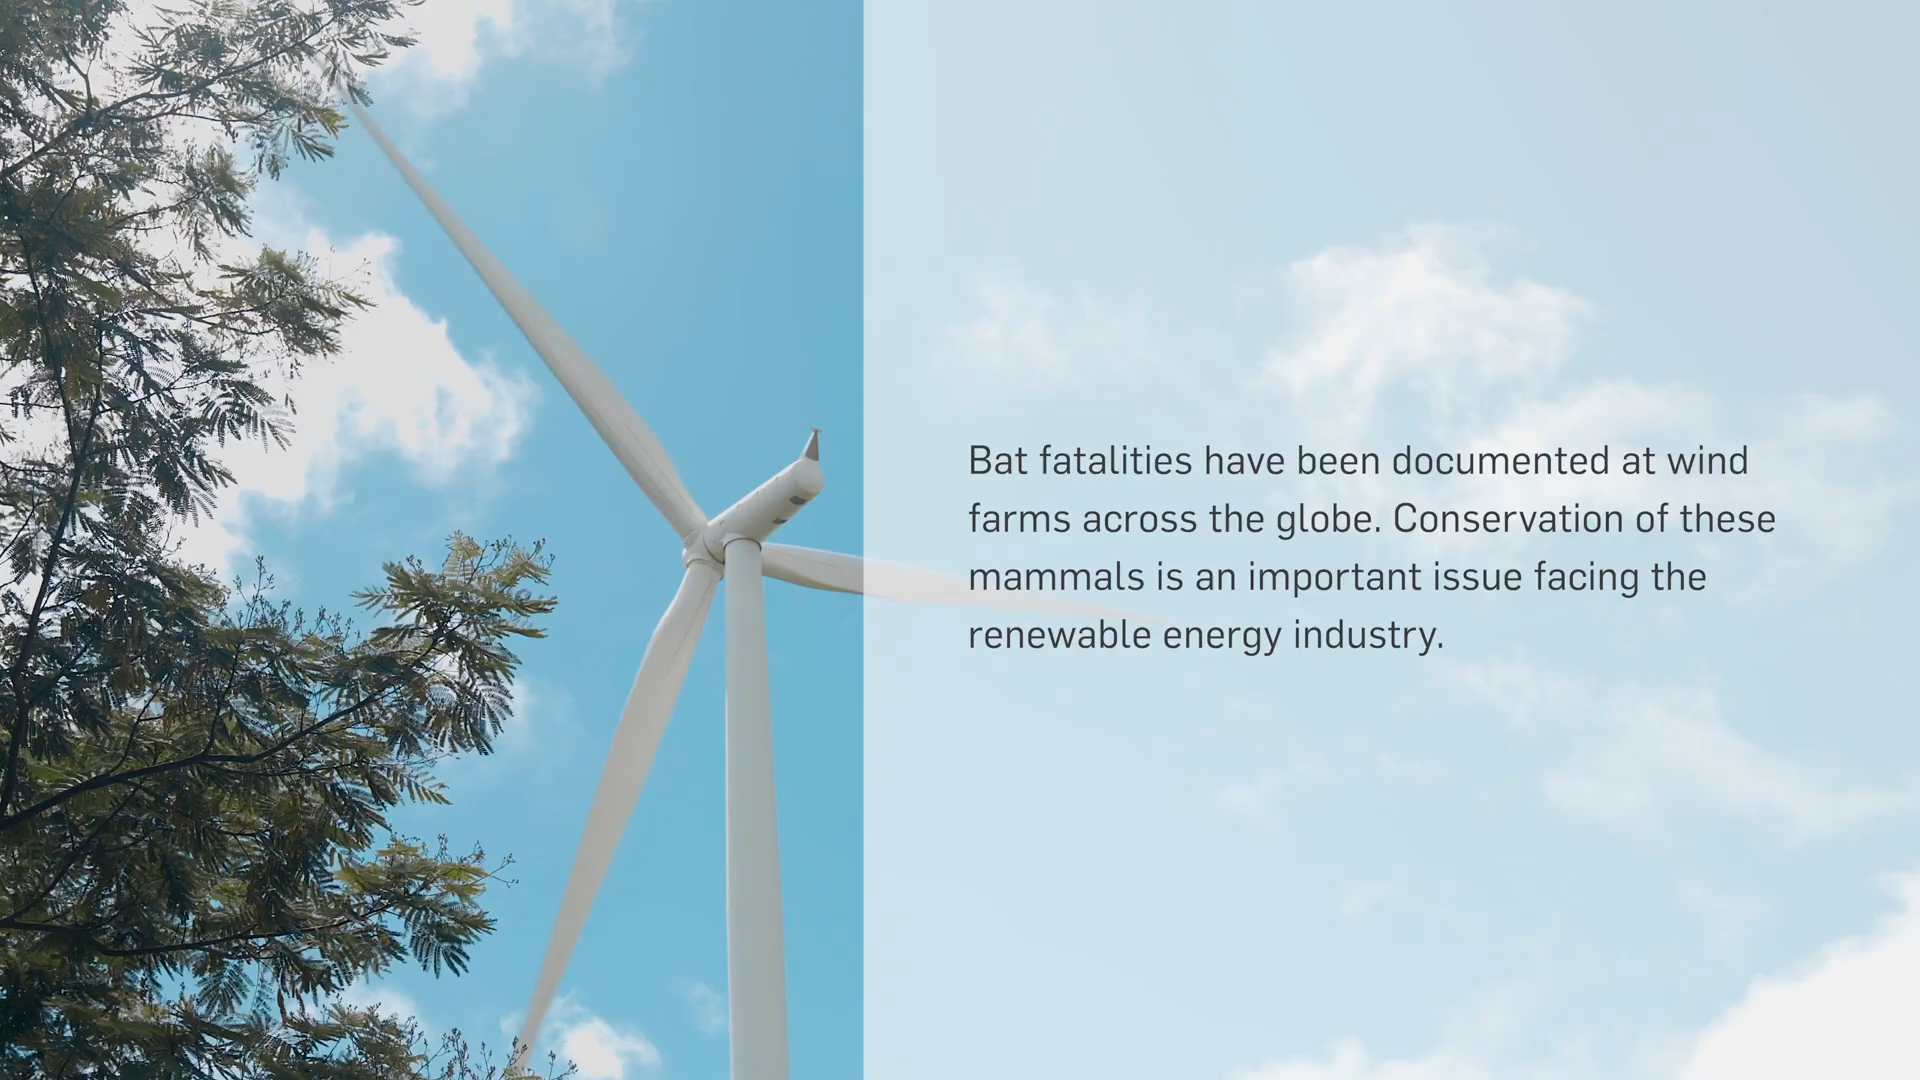 Bat fatalities have been documented at wind
farms across the globe. Conservation of these
mammals is an important issue facing the
renewable energy industry.